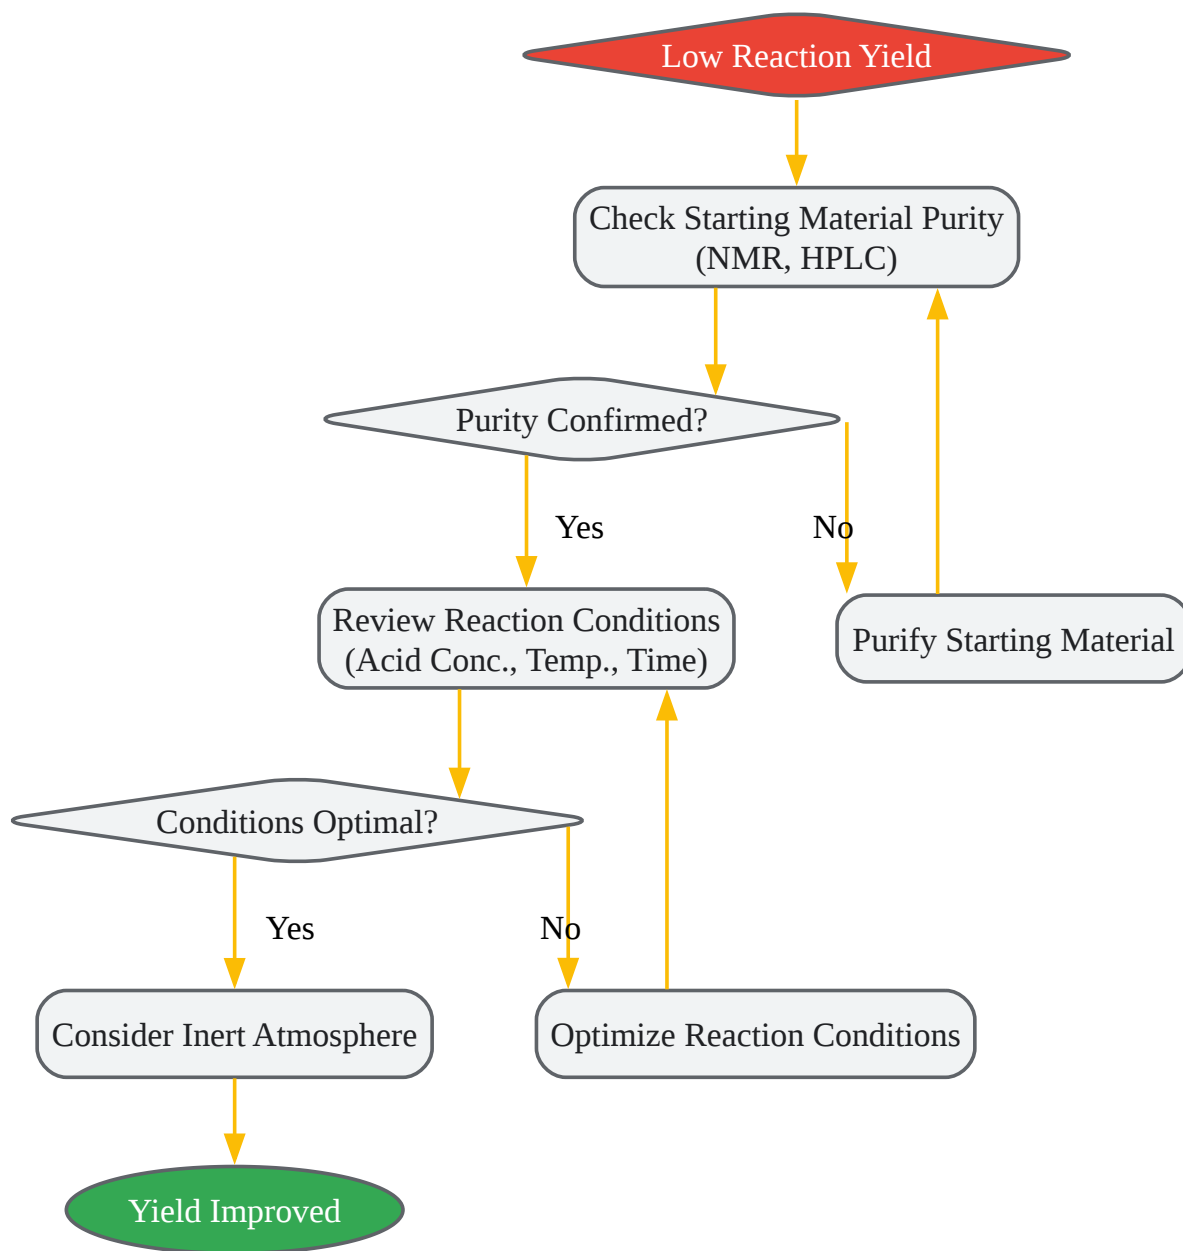 Low Reaction Yield
Check Starting Material Purity
(NMR, HPLC)
Purity Confirmed?
Yes
No
Review Reaction Conditions
(Acid Conc., Temp., Time)
Purify Starting Material
Conditions Optimal?
Yes
No
Consider Inert Atmosphere
Optimize Reaction Conditions
Yield Improved